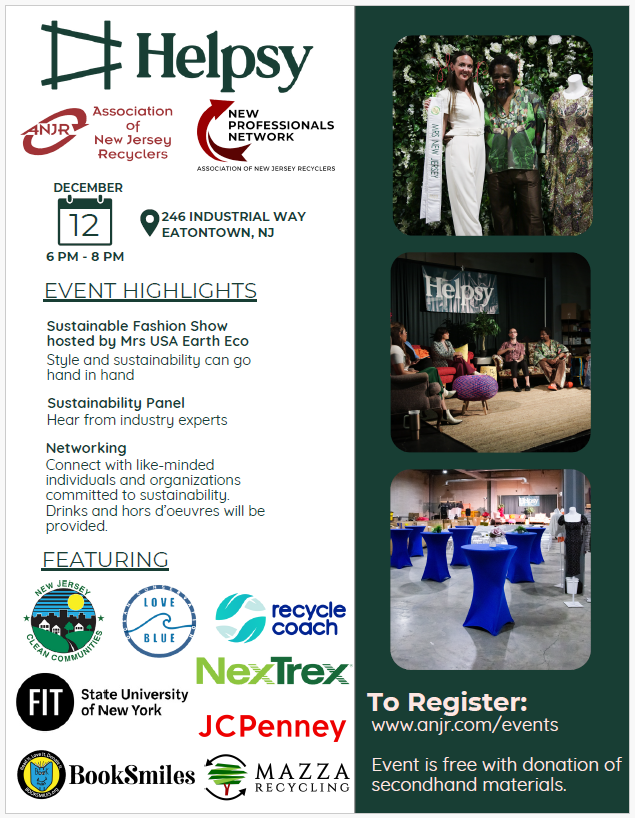 Helpsy
ANJR
Association
of
New Jersey
Recyclers
NEW
PROFESSIONALS
NETWORK
ASSOCIATION OF NEW JERSEY RECYCLERS
DECEMBER
12
6 PM - 8 PM
246 INDUSTRIAL WAY
EATONTOWN, NJ
EVENT HIGHLIGHTS
Sustainable Fashion Show
hosted by Mrs USA Earth Eco
Style and sustainability can go
hand in hand
Sustainability Panel
Hear from industry experts
Networking
Connect with like-minded
individuals and organizations
committed to sustainability.
Drinks and hors d'oeuvres will be
provided.
FEATURING
NEW JERSEY
CLEAN COMMUNITIES
LOVE
BLUE
recycle
coach
NexTrex
FIT
State University
of New York
JCPenney
BookSmiles
BOOKSMILES.org
MAZZA
RECYCLING
MRS NEW JERSEY
Helpsy
To Register:
www.anjr.com/events
Event is free with donation of
secondhand materials.